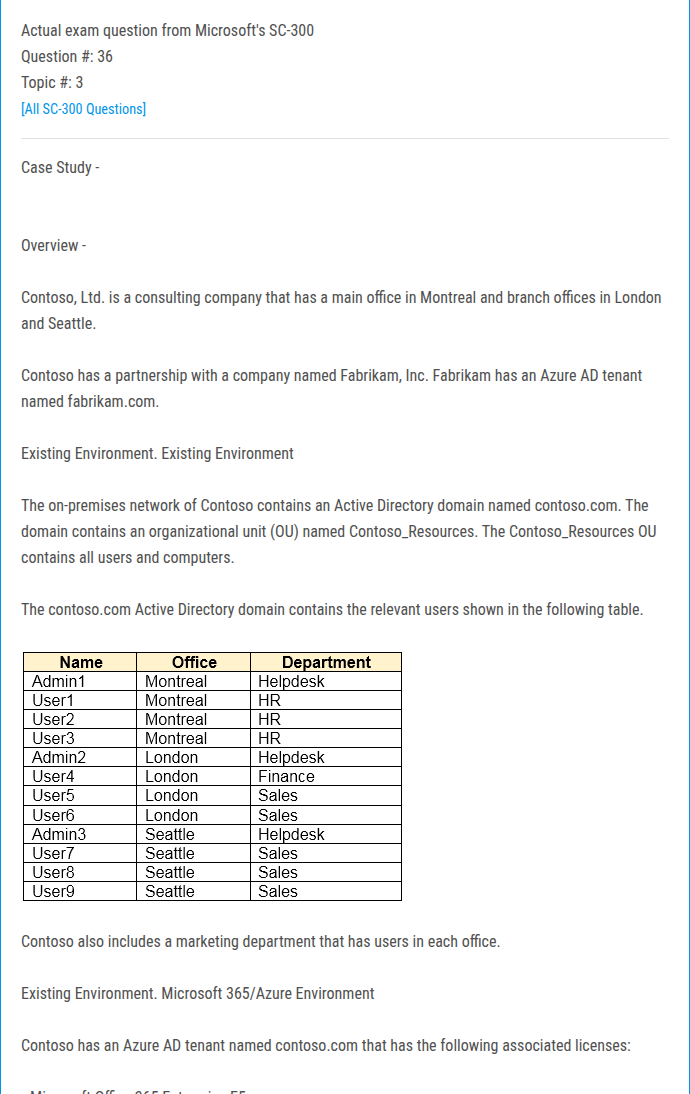 Actual exam question from Microsoft's SC-300
Question #: 36
Topic #: 3
[All SC-300 Questions]
Case Study -
Overview -
Contoso, Ltd. is a consulting company that has a main office in Montreal and branch offices in London
and Seattle.
Contoso has a partnership with a company named Fabrikam, Inc. Fabrikam has an Azure AD tenant
named fabrikam.com.
Existing Environment. Existing Environment
The on-premises network of Contoso contains an Active Directory domain named contoso.com. The
domain contains an organizational unit (OU) named Contoso_Resources. The Contoso_Resources OU
contains all users and computers.
The contoso.com Active Directory domain contains the relevant users shown in the following table.
Name Office Department
Admin1 Montreal Helpdesk
User1 Montreal HR
User2 Montreal HR
User3 Montreal HR
Admin2 London Helpdesk
User4 London Finance
User5 London Sales
User6 London Sales
Admin3 Seattle Helpdesk
User7 Seattle Sales
User8 Seattle Sales
User9 Seattle Sales
Contoso also includes a marketing department that has users in each office.
Existing Environment. Microsoft 365/Azure Environment
Contoso has an Azure AD tenant named contoso.com that has the following associated licenses: